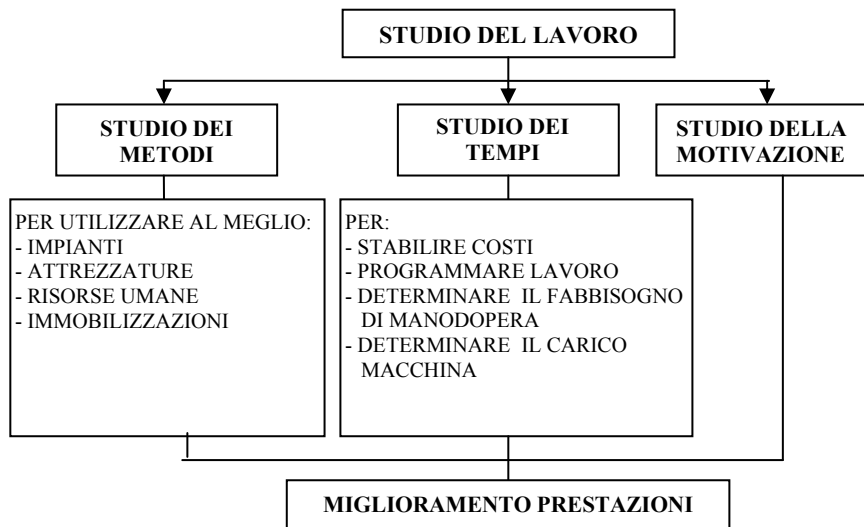 STUDIO DEL LAVORO
STUDIO DEI
METODI
STUDIO DEI
TEMPI
STUDIO DELLA
MOTIVAZIONE
PER UTILIZZARE AL MEGLIO:
- IMPIANTI
- ATTREZZATURE
- RISORSE UMANE
- IMMOBILIZZAZIONI
PER:
- STABILIRE COSTI
- PROGRAMMARE LAVORO
- DETERMINARE IL FABBISOGNO
DI MANODOPERA
- DETERMINARE IL CARICO
MACCHINA
MIGLIORAMENTO PRESTAZIONI